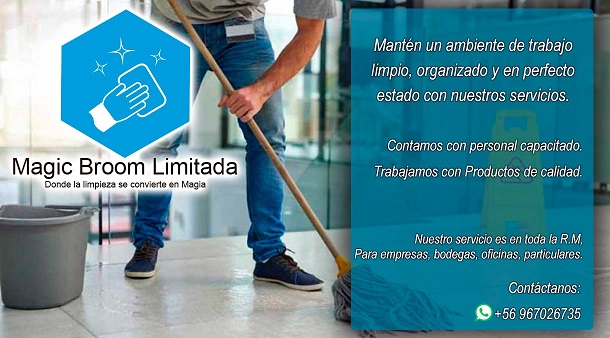 Magic Broom Limitada
Donde la limpieza se convierte en Magia
Mantén un ambiente de trabajo
limpio, organizado y en perfecto
estado con nuestros servicios.
Contamos con personal capacitado.
Trabajamos con Productos de calidad.
Nuestro servicio es en toda la R.M,
Para empresas, bodegas, oficinas, particulares.
Contáctanos:
+56 967026735